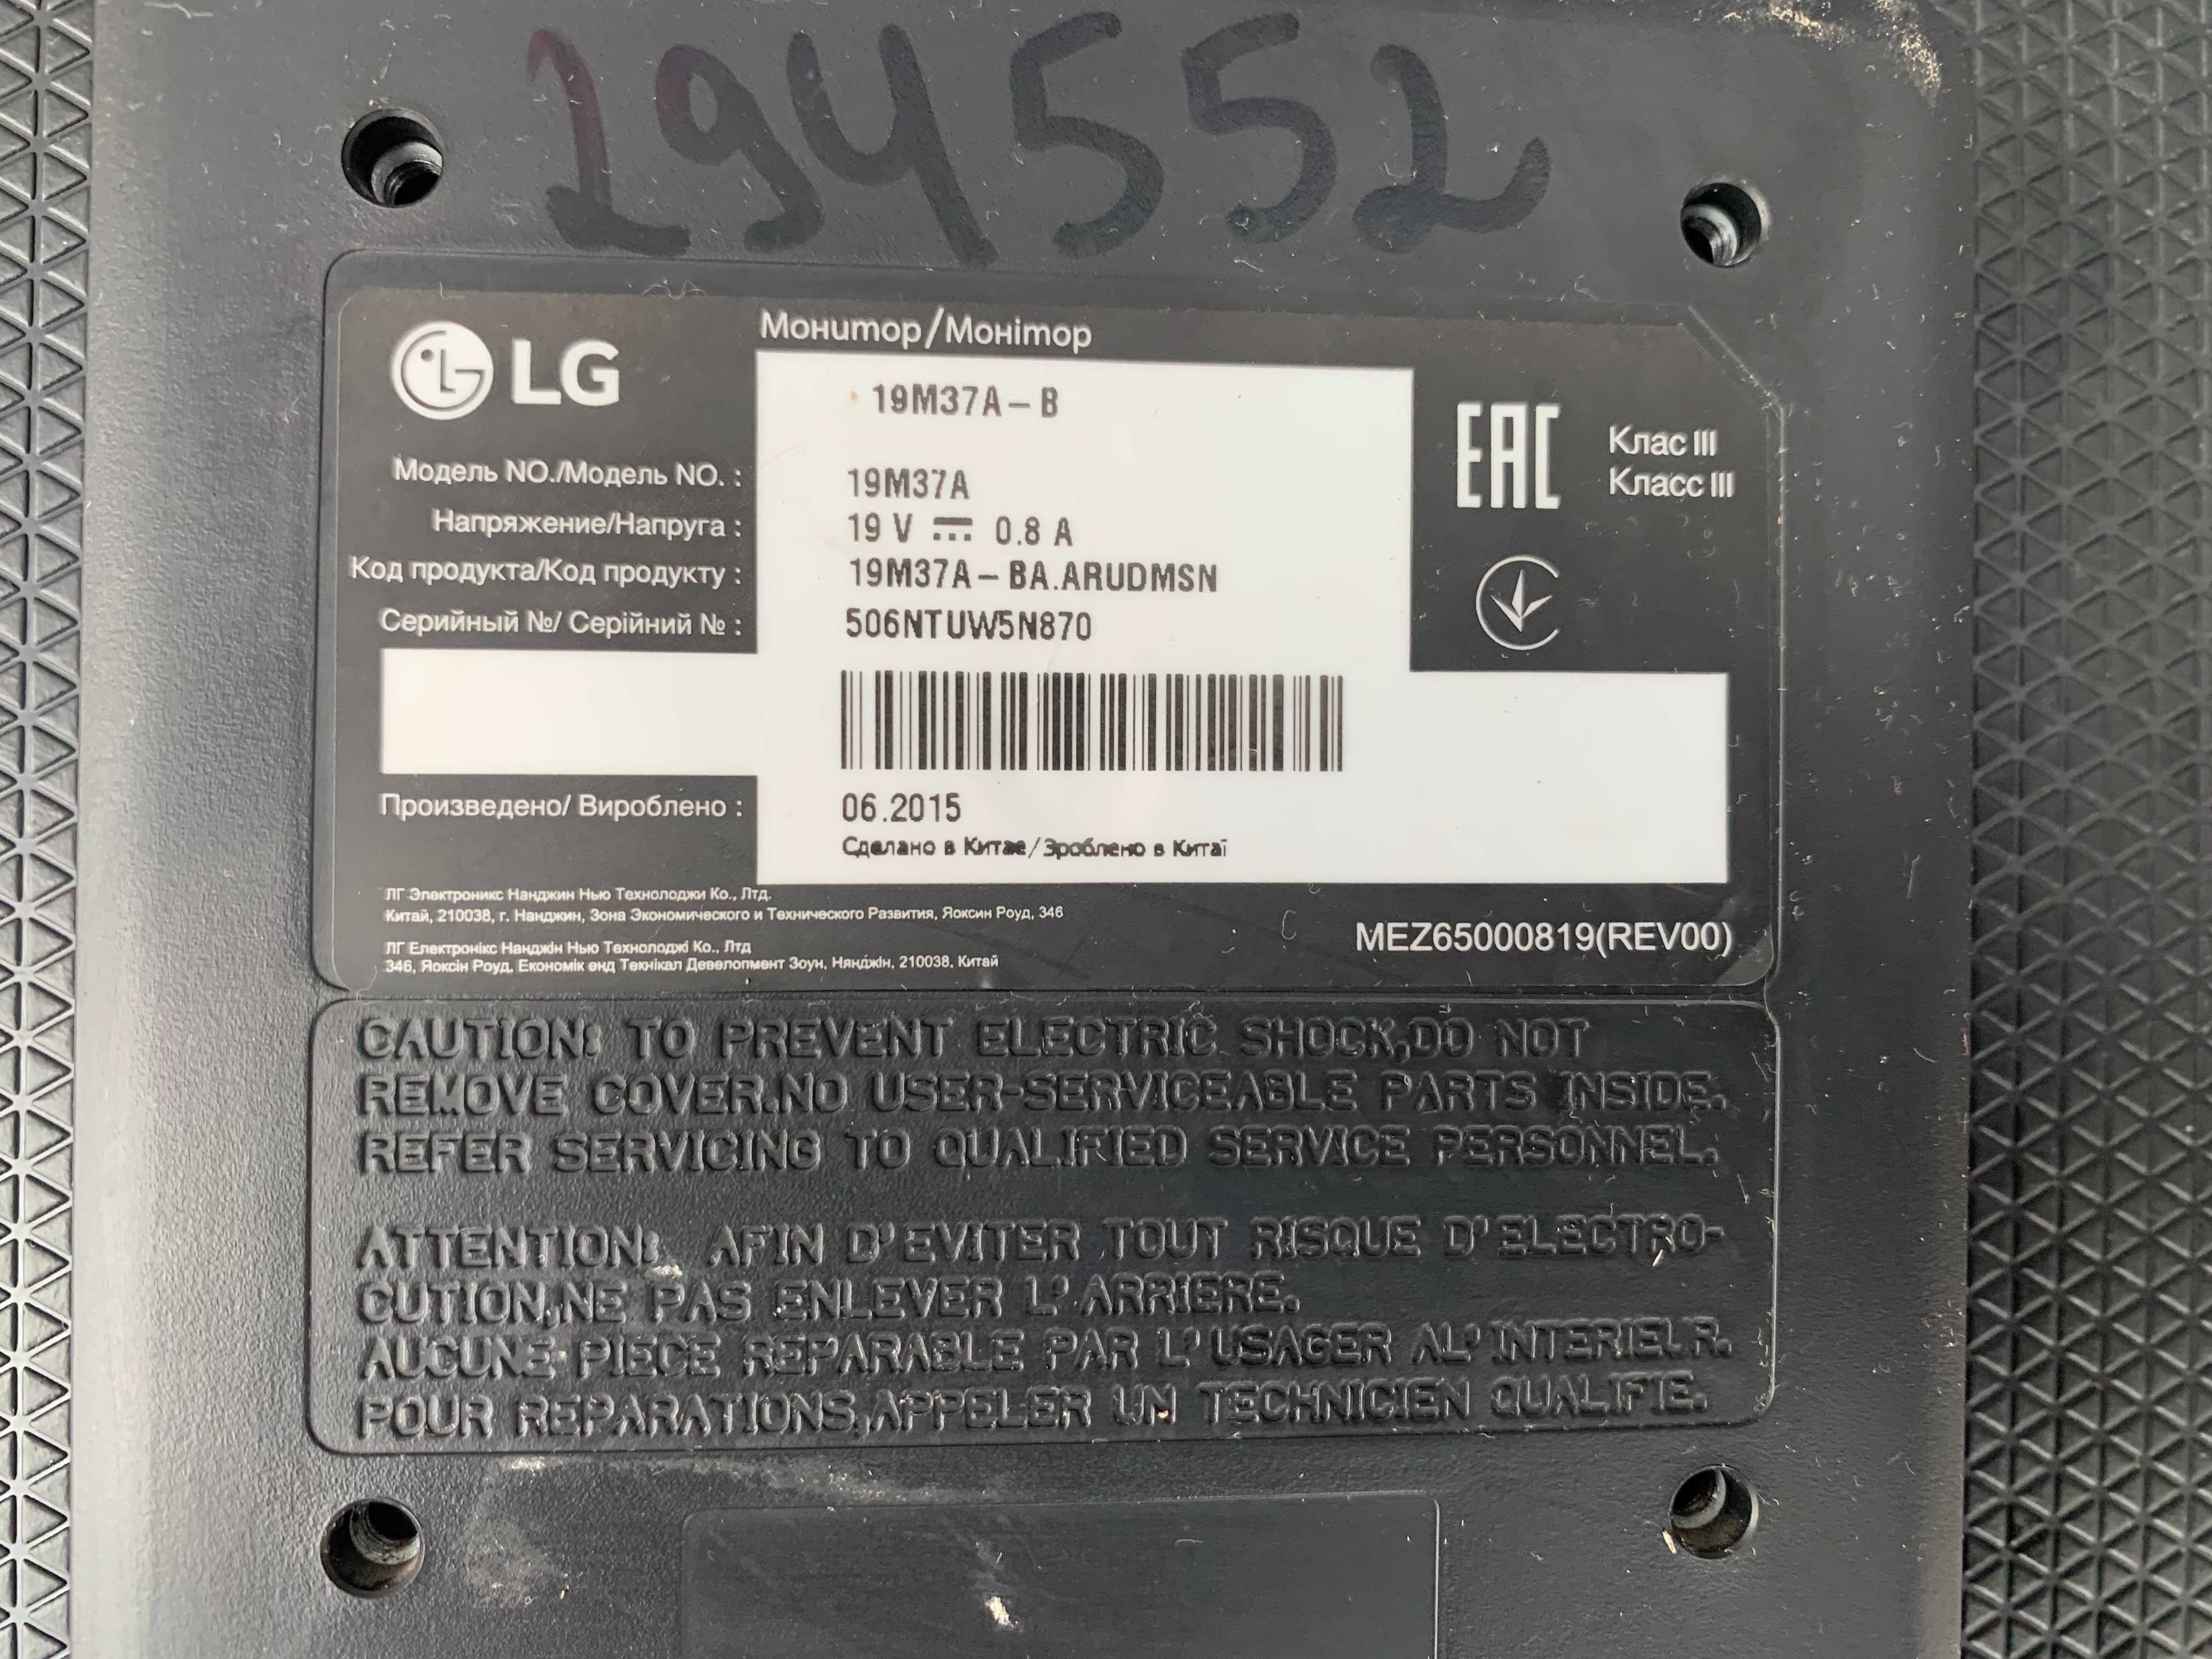 294552
LG
Монитор/Монітор
19M37A-B
Модель NO./Модель NO. : 19M37A
Напряжение/Напруга : 19 V ⎓ 0.8 A
Код продукта/Код продукту : 19M37A-BA.ARUDMSN
Серийный №/ Серійний № : 506NTUW5N870
EAC
Клас III
Класс III
Произведено/ Вироблено : 06.2015
Сделано в Китае/Зроблено в Китаї
ЛГ Электроникс Нанджин Нью Технолоджи Ко., Лтд.
Китай, 210038, г. Нанджин, Зона Экономического и Технического Развития, Яоксин Роуд, 346
ЛГ Електронікс Нанджін Нью Технолоджі Ко., Лтд
346, Яоксін Роуд, Економік енд Текнікал Девелопмент Зоун, Нянджін, 210038, Китай
MEZ65000819(REV00)
CAUTION: TO PREVENT ELECTRIC SHOCK,DO NOT
REMOVE COVER.NO USER-SERVICEABLE PARTS INSIDE.
REFER SERVICING TO QUALIFIED SERVICE PERSONNEL.
ATTENTION: AFIN D'EVITER TOUT RISQUE D'ELECTRO-
CUTION,NE PAS ENLEVER L'ARRIERE.
AUCUNE PIECE REPARABLE PAR L'USAGER AL'INTERIEUR.
POUR REPARATIONS,APPELER UN TECHNICIEN QUALIFIE.